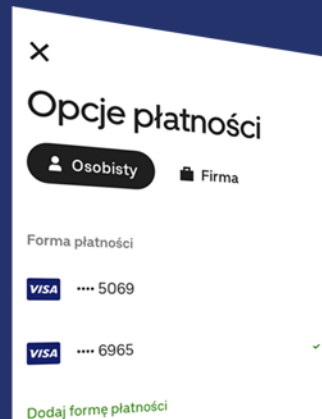 Opcje płatności
Osobisty
Firma
Forma płatności
VISA •••• 5069
VISA •••• 6965
Dodaj formę płatności